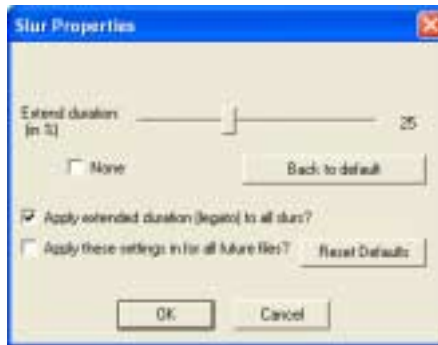 Slur Properties
Extend duration
(in %)
25
None
Back to default
Apply extended duration (legato) to all slurs?
Apply these settings in for all future files?
Reset Defaults
OK
Cancel